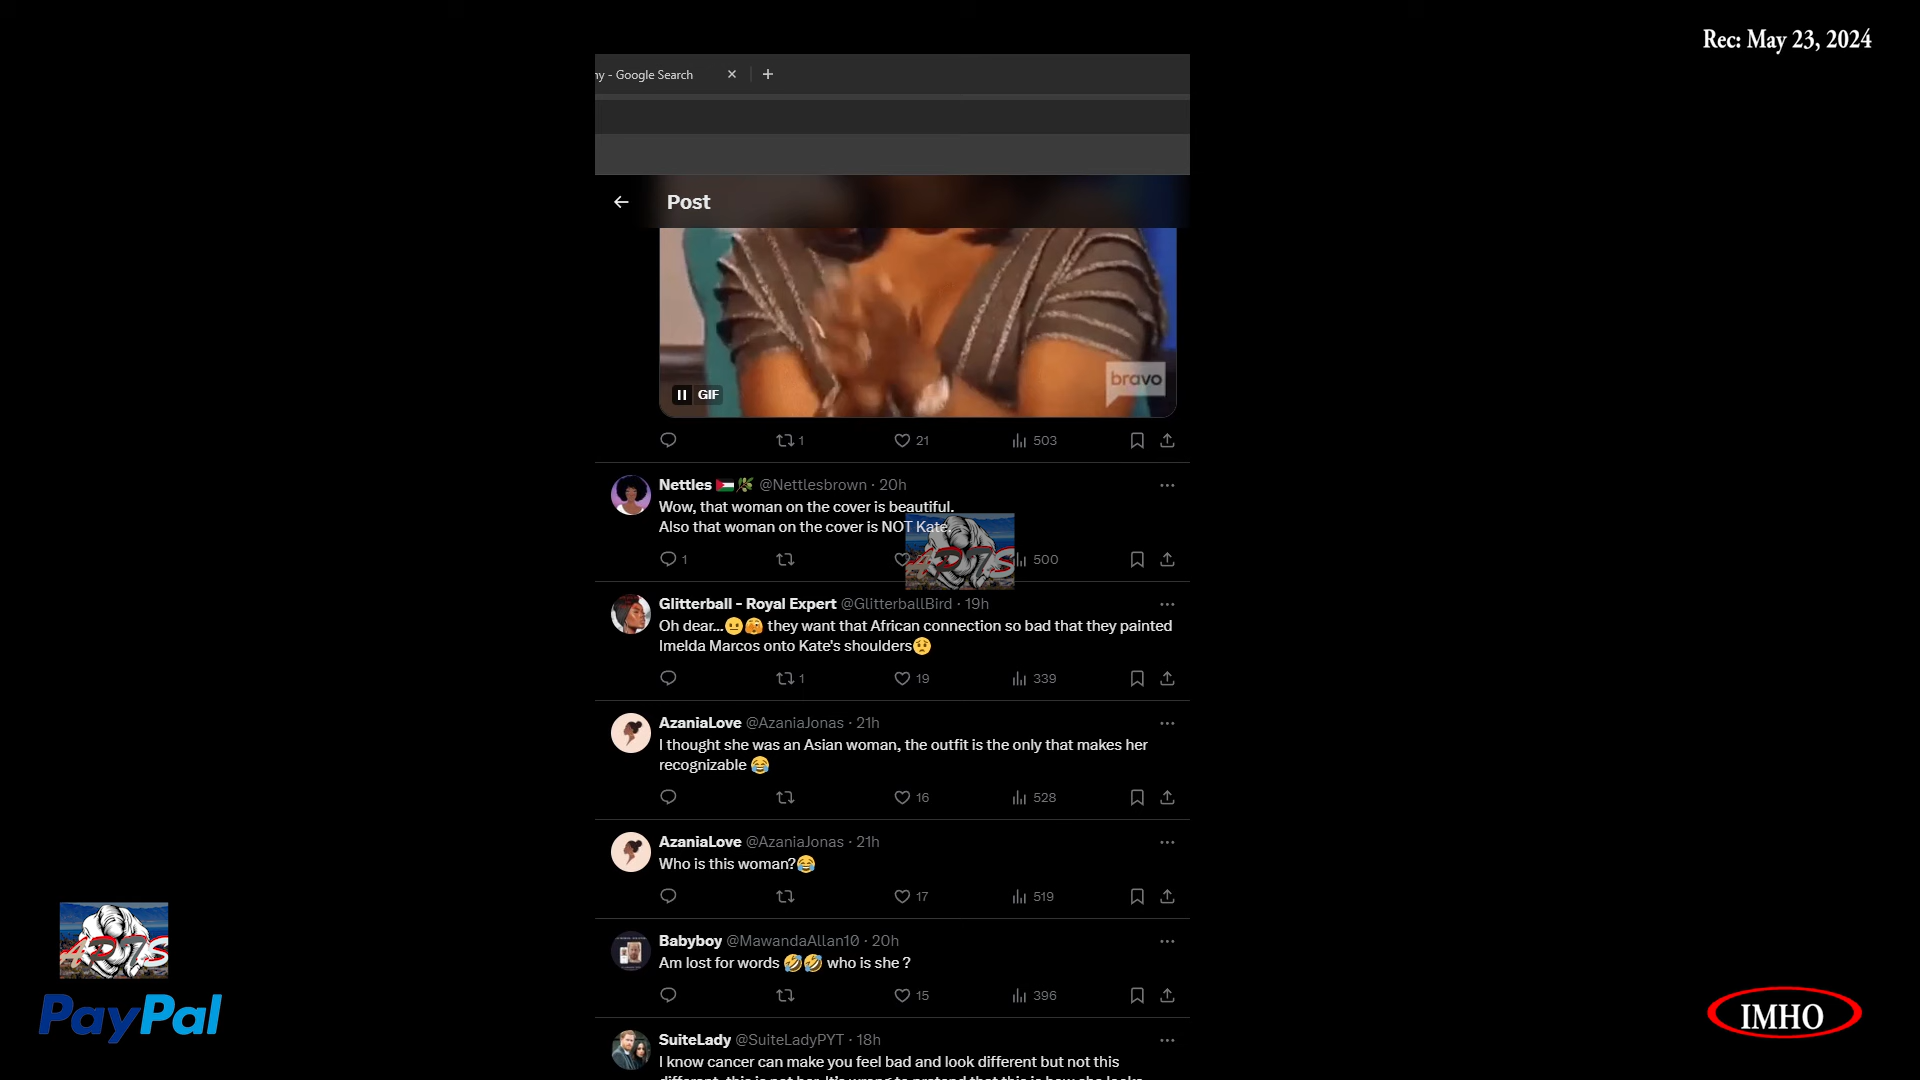 Rec: May 23, 2024
ny - Google Search
Post
bravo
GIF
1 21 503
Nettles @Nettlesbrown · 20h
Wow, that woman on the cover is beautiful.
Also that woman on the cover is NOT Kate.
1 500
Glitterball - Royal Expert @GlitterballBird · 19h
Oh dear...😐🫣 they want that African connection so bad that they painted
Imelda Marcos onto Kate's shoulders😟
1 19 339
AzaniaLove @AzaniaJonas · 21h
I thought she was an Asian woman, the outfit is the only that makes her
recognizable 😂
16 528
AzaniaLove @AzaniaJonas · 21h
Who is this woman?😂
17 519
Babyboy @MawandaAllan10 · 20h
Am lost for words 🤣🤣 who is she ?
15 396
SuiteLady @SuiteLadyPYT · 18h
I know cancer can make you feel bad and look different but not this
ADTS
PayPal
IMHO